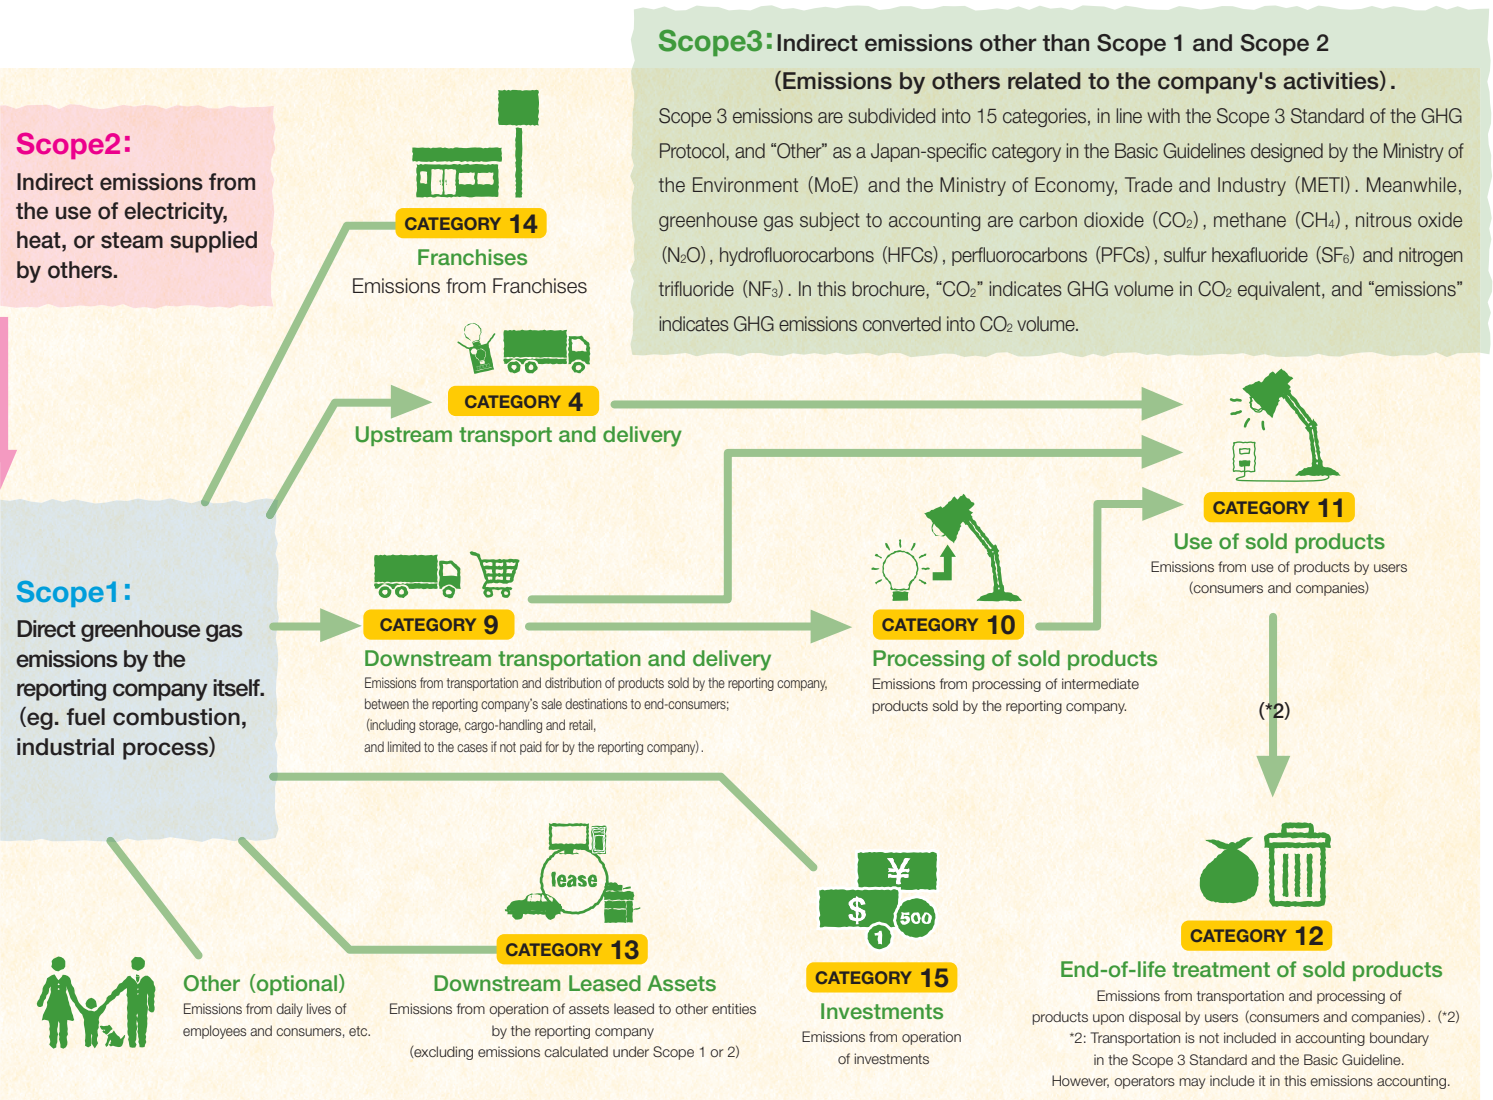 Scope3：Indirect emissions other than Scope 1 and Scope 2
(Emissions by others related to the company's activities).
Scope 3 emissions are subdivided into 15 categories, in line with the Scope 3 Standard of the GHG
Protocol, and “Other” as a Japan-specific category in the Basic Guidelines designed by the Ministry of
the Environment (MoE) and the Ministry of Economy, Trade and Industry (METI). Meanwhile,
greenhouse gas subject to accounting are carbon dioxide (CO₂), methane (CH₄), nitrous oxide
(N₂O), hydrofluorocarbons (HFCs), perfluorocarbons (PFCs), sulfur hexafluoride (SF₆) and nitrogen
trifluoride (NF₃). In this brochure, “CO₂” indicates GHG volume in CO₂ equivalent, and “emissions”
indicates GHG emissions converted into CO₂ volume.
Scope2：
Indirect emissions from
the use of electricity,
heat, or steam supplied
by others.
CATEGORY 14
Franchises
Emissions from Franchises
CATEGORY 4
Upstream transport and delivery
CATEGORY 11
Use of sold products
Emissions from use of products by users
(consumers and companies)
Scope1：
Direct greenhouse gas
emissions by the
reporting company itself.
(eg. fuel combustion,
industrial process)
CATEGORY 9
Downstream transportation and delivery
Emissions from transportation and distribution of products sold by the reporting company,
between the reporting company's sale destinations to end-consumers;
(including storage, cargo-handling and retail,
and limited to the cases if not paid for by the reporting company).
CATEGORY 10
Processing of sold products
Emissions from processing of intermediate
products sold by the reporting company.
(*2)
Other (optional)
Emissions from daily lives of
employees and consumers, etc.
lease
CATEGORY 13
Downstream Leased Assets
Emissions from operation of assets leased to other entities
by the reporting company
(excluding emissions calculated under Scope 1 or 2)
¥
$
500
1
CATEGORY 15
Investments
Emissions from operation
of investments
CATEGORY 12
End-of-life treatment of sold products
Emissions from transportation and processing of
products upon disposal by users (consumers and companies). (*2)
*2: Transportation is not included in accounting boundary
in the Scope 3 Standard and the Basic Guideline.
However, operators may include it in this emissions accounting.